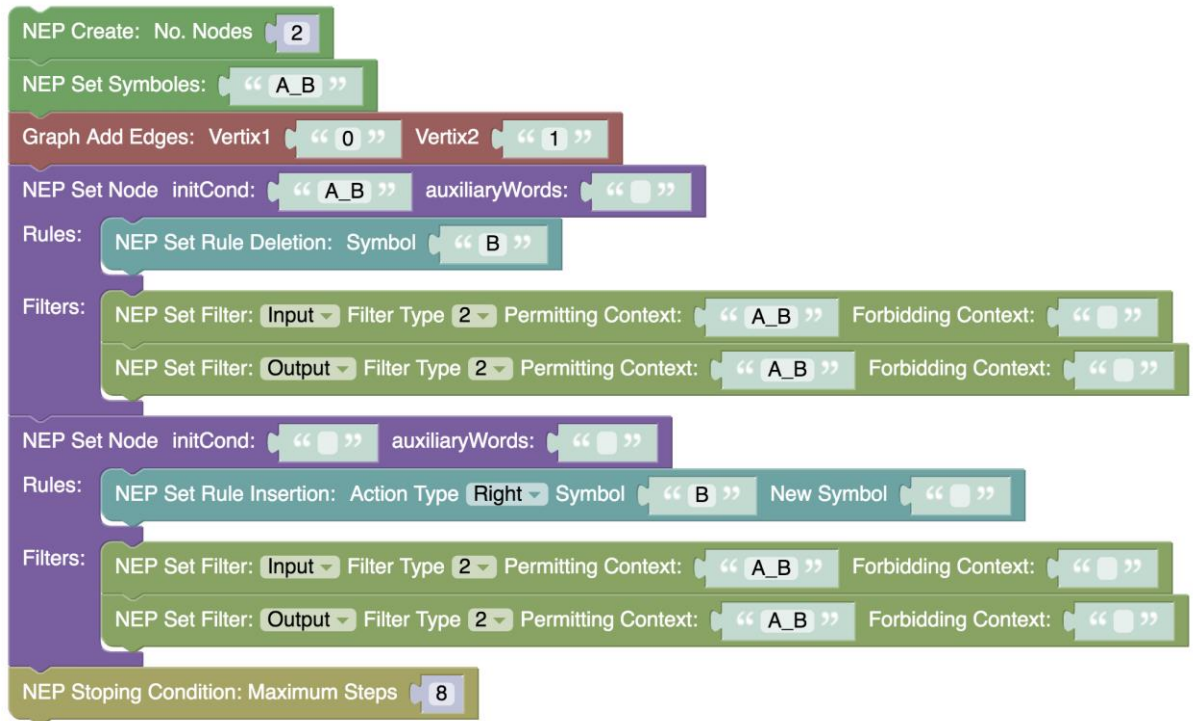 NEP Create: No. Nodes 2
NEP Set Symboles: “ A_B ”
Graph Add Edges: Vertix1 “ 0 ” Vertix2 “ 1 ”
NEP Set Node initCond: “ A_B ” auxiliaryWords: “ ”
Rules: NEP Set Rule Deletion: Symbol “ B ”
Filters: NEP Set Filter: Input Filter Type 2 Permitting Context: “ A_B ” Forbidding Context: “ ”
NEP Set Filter: Output Filter Type 2 Permitting Context: “ A_B ” Forbidding Context: “ ”
NEP Set Node initCond: “ ” auxiliaryWords: “ ”
Rules: NEP Set Rule Insertion: Action Type Right Symbol “ B ” New Symbol “ ”
Filters: NEP Set Filter: Input Filter Type 2 Permitting Context: “ A_B ” Forbidding Context: “ ”
NEP Set Filter: Output Filter Type 2 Permitting Context: “ A_B ” Forbidding Context: “ ”
NEP Stoping Condition: Maximum Steps 8